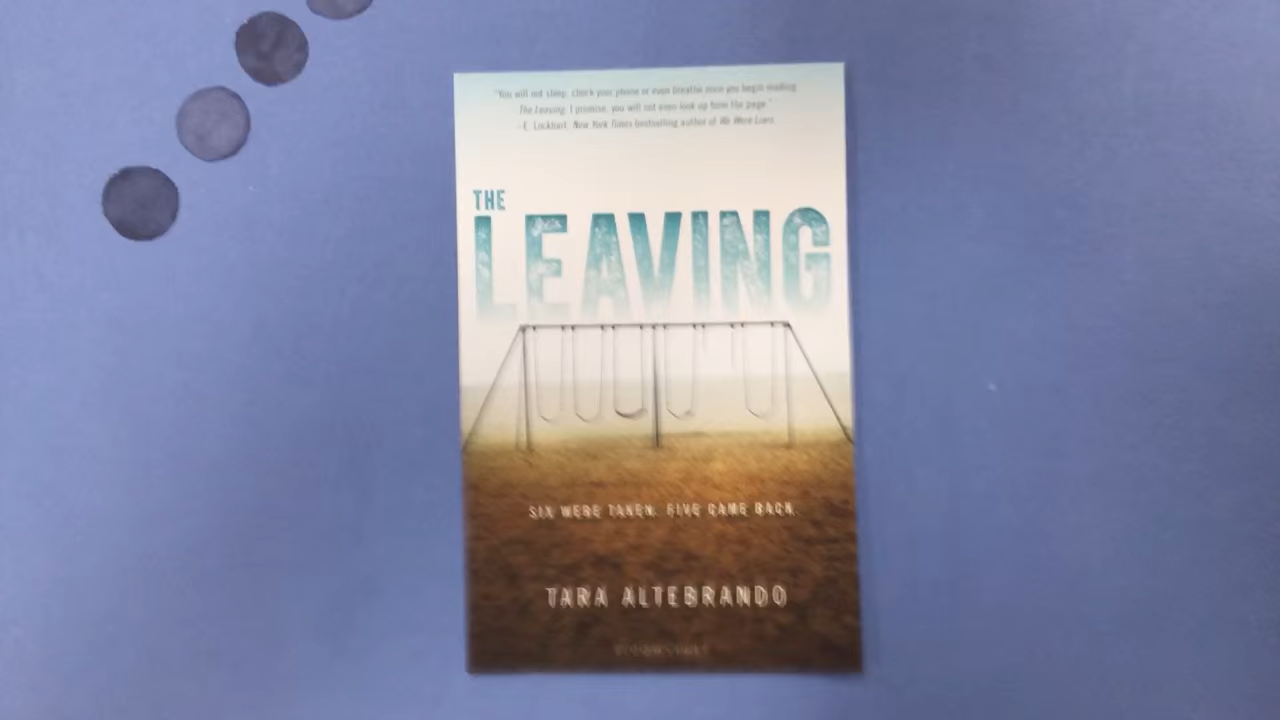 "You will not sleep, check your phone or even breathe once you begin reading
The Leaving. I promise, you will not even look up from the page."
—E. Lockhart, New York Times bestselling author of We Were Liars
THE
LEAVING
SIX WERE TAKEN. FIVE CAME BACK.
TARA ALTEBRANDO
BLOOMSBURY